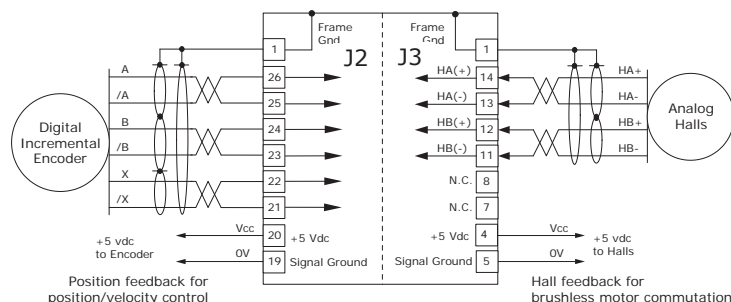 Frame
Gnd
J2
J3
Frame
Gnd
1
1
A
26
HA(+)
14
HA+
/A
25
HA(-)
13
HA-
Digital
Incremental
Encoder
B
24
HB(+)
12
HB+
Analog
Halls
/B
23
HB(-)
11
HB-
X
22
N.C.
8
/X
21
N.C.
7
+5 vdc
to Encoder
Vcc
20
+5 Vdc
+5 Vdc
4
Vcc
+5 vdc
to Halls
0V
19
Signal Ground
Signal Ground
5
0V
Position feedback for
position/velocity control
Hall feedback for
brushless motor commutation